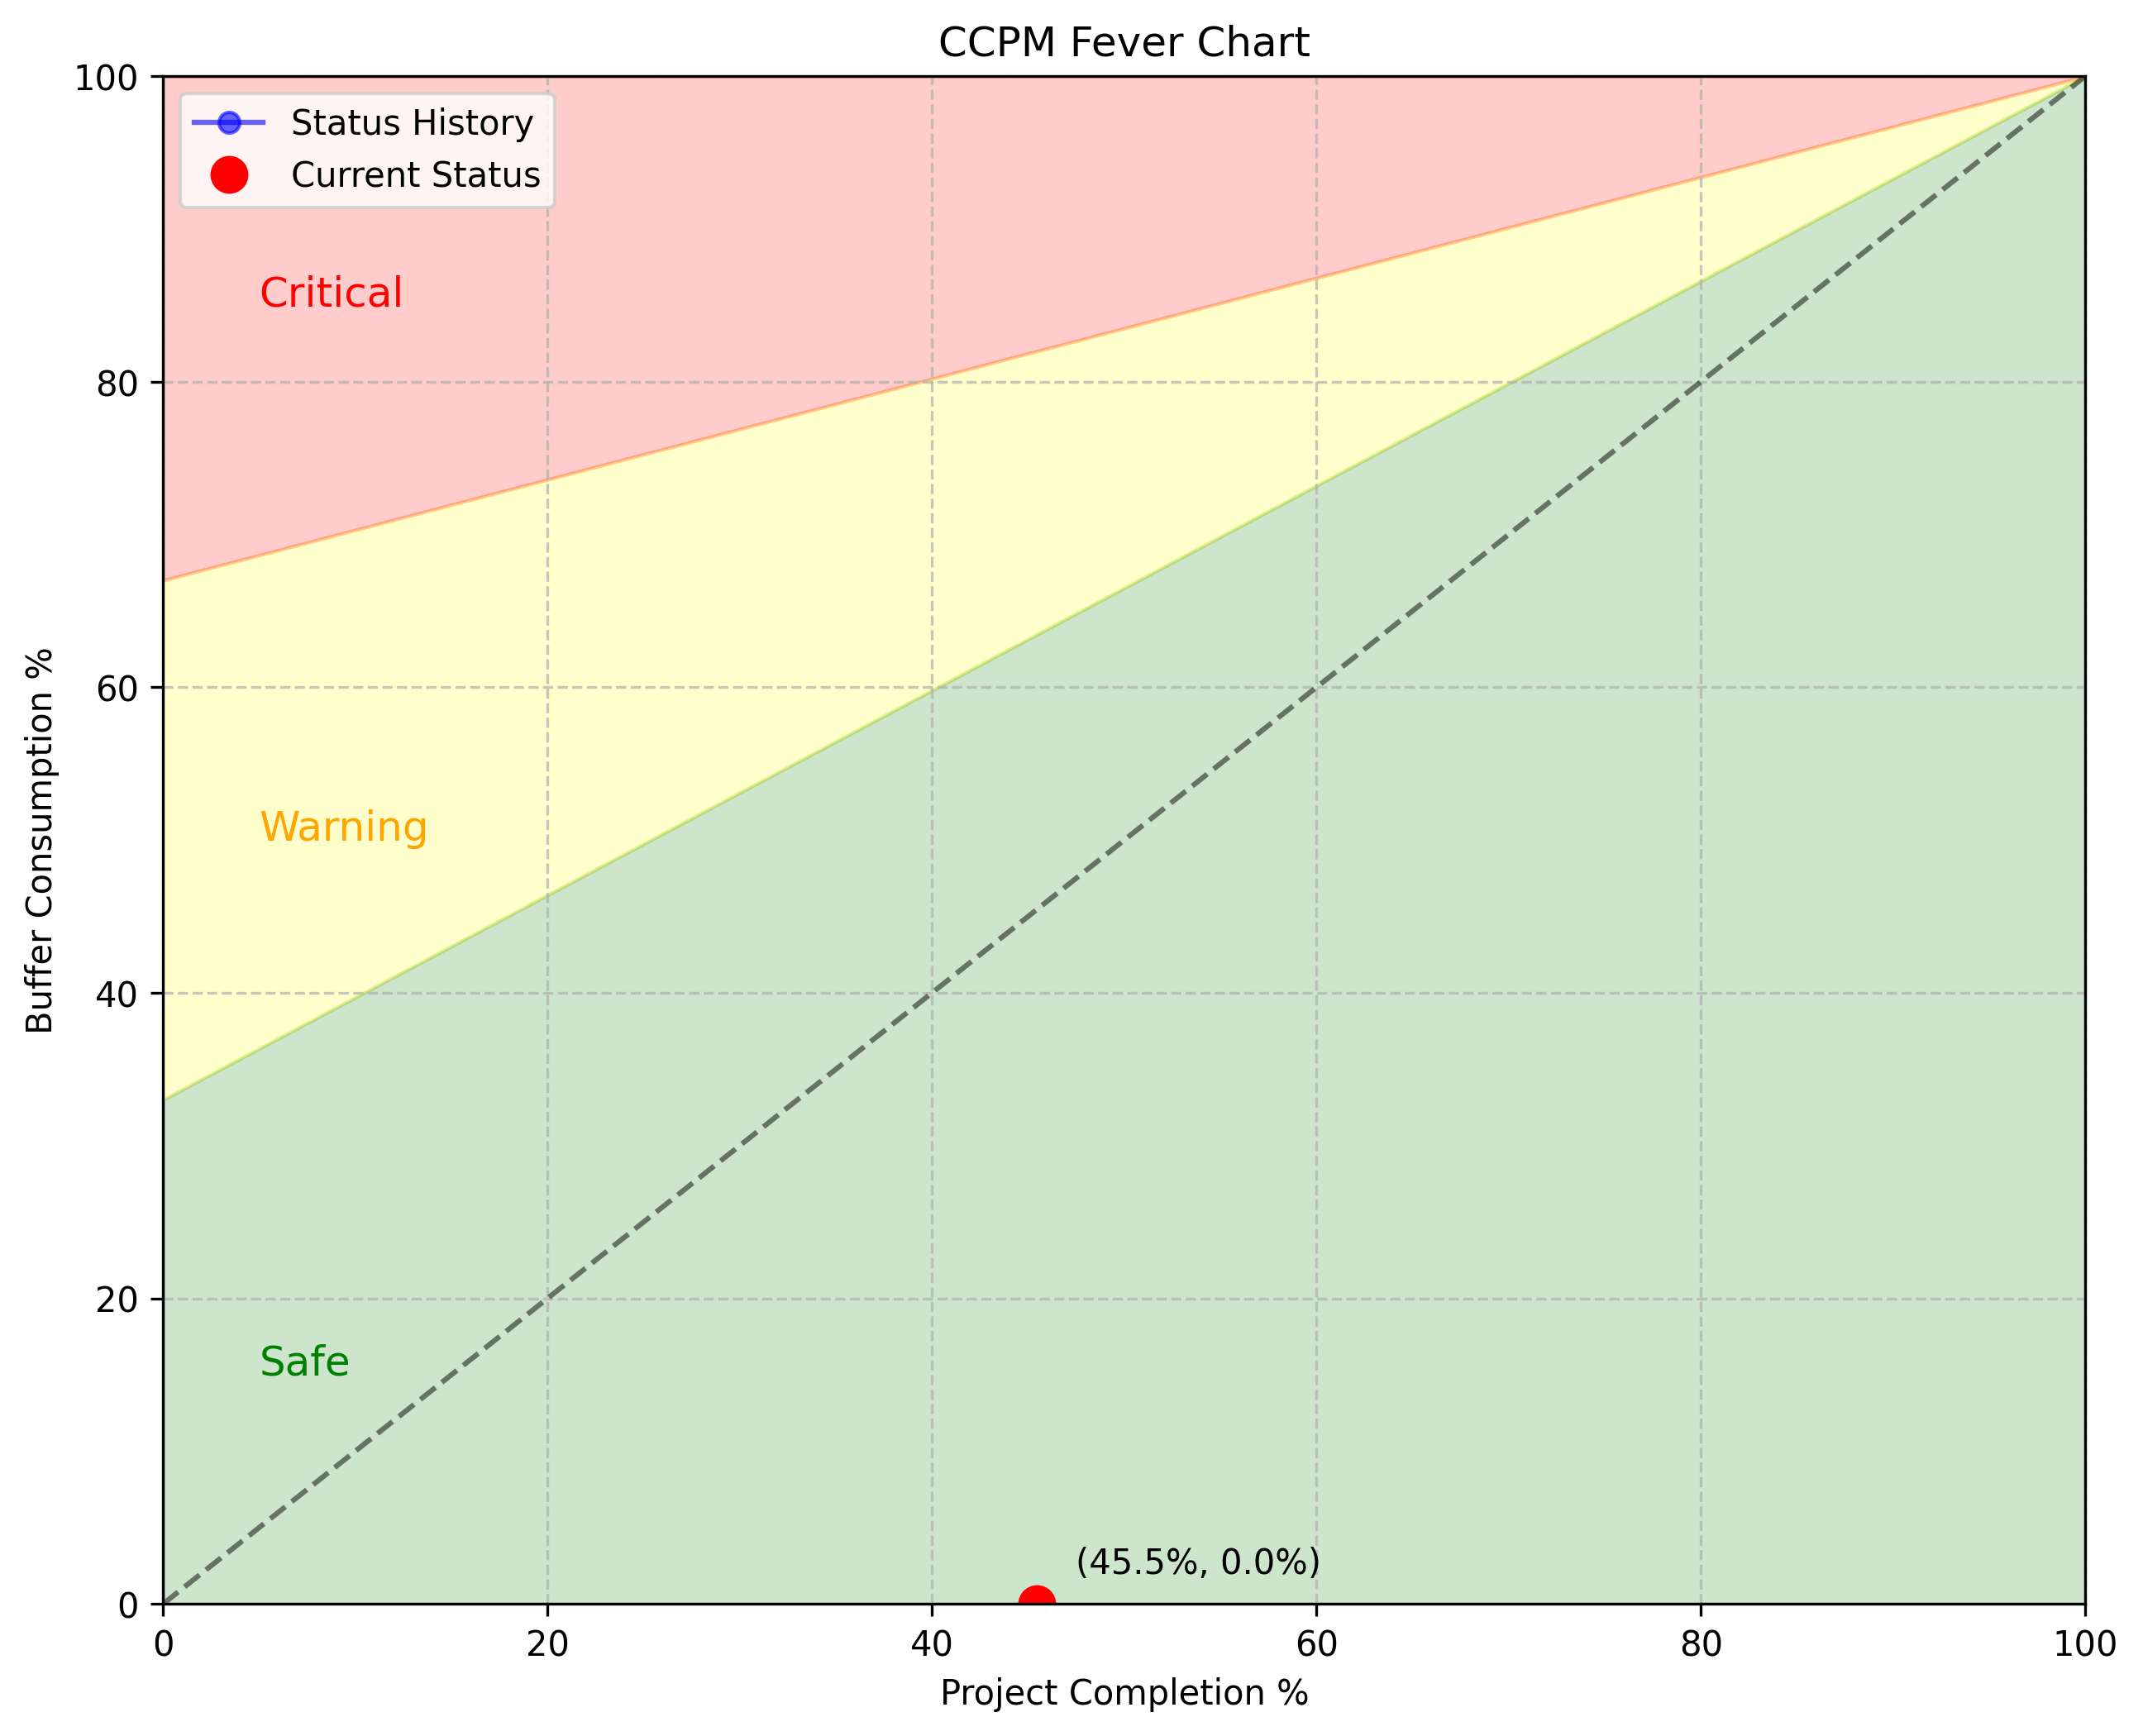 CCPM Fever Chart
100
80
60
40
20
0
Buffer Consumption %
Status History
Current Status
Critical
Warning
Safe
(45.5%, 0.0%)
0 20 40 60 80 100
Project Completion %